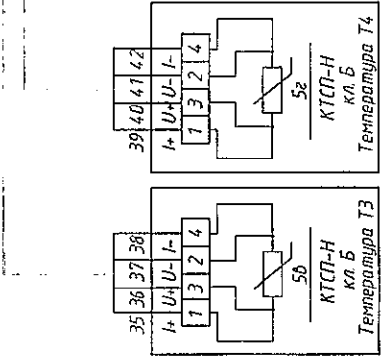 39 40 41 42
I+ U+ U- I-
1 3 2 4
5г
КТСП-Н
кл. Б
Температура Т4
35 36 37 38
I+ U+ U- I-
1 3 2 4
5в
КТСП-Н
кл. Б
Температура Т3